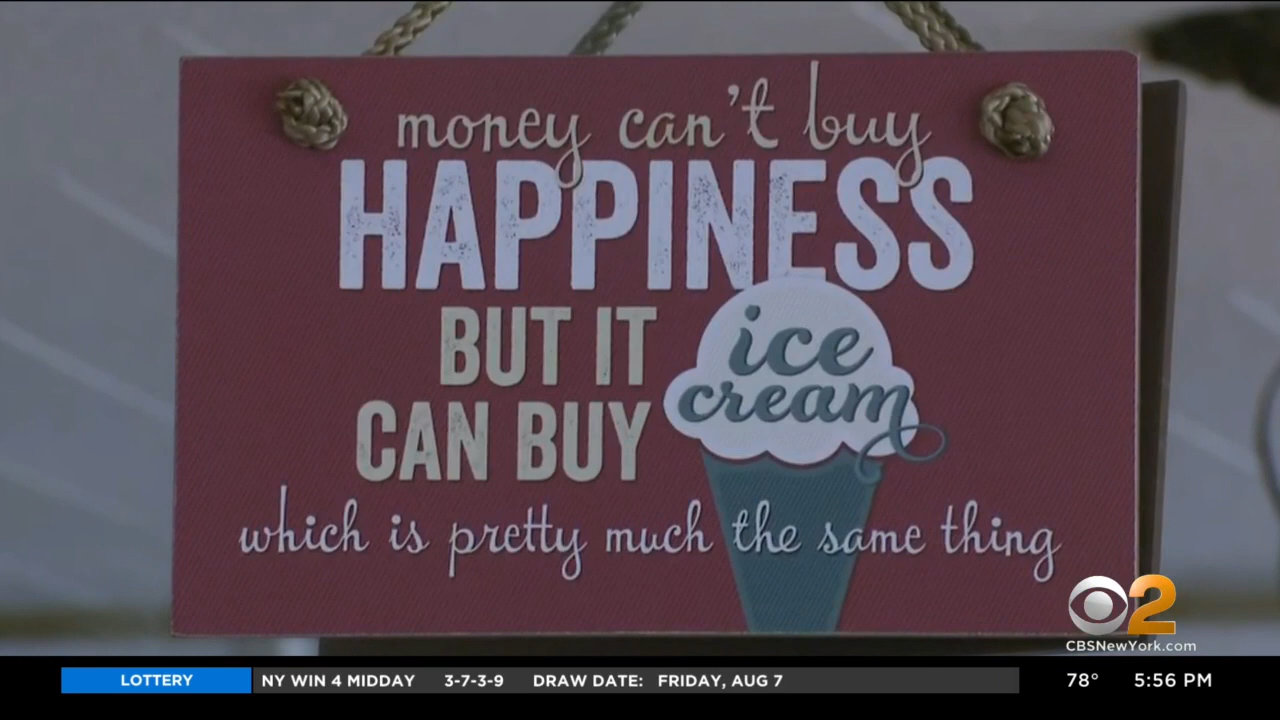 money can't buy
HAPPINESS
BUT IT
CAN BUY
ice
cream
which is pretty much the same thing
2
CBSNewYork.com
LOTTERY NY WIN 4 MIDDAY 3-7-3-9 DRAW DATE: FRIDAY, AUG 7 78° 5:56 PM